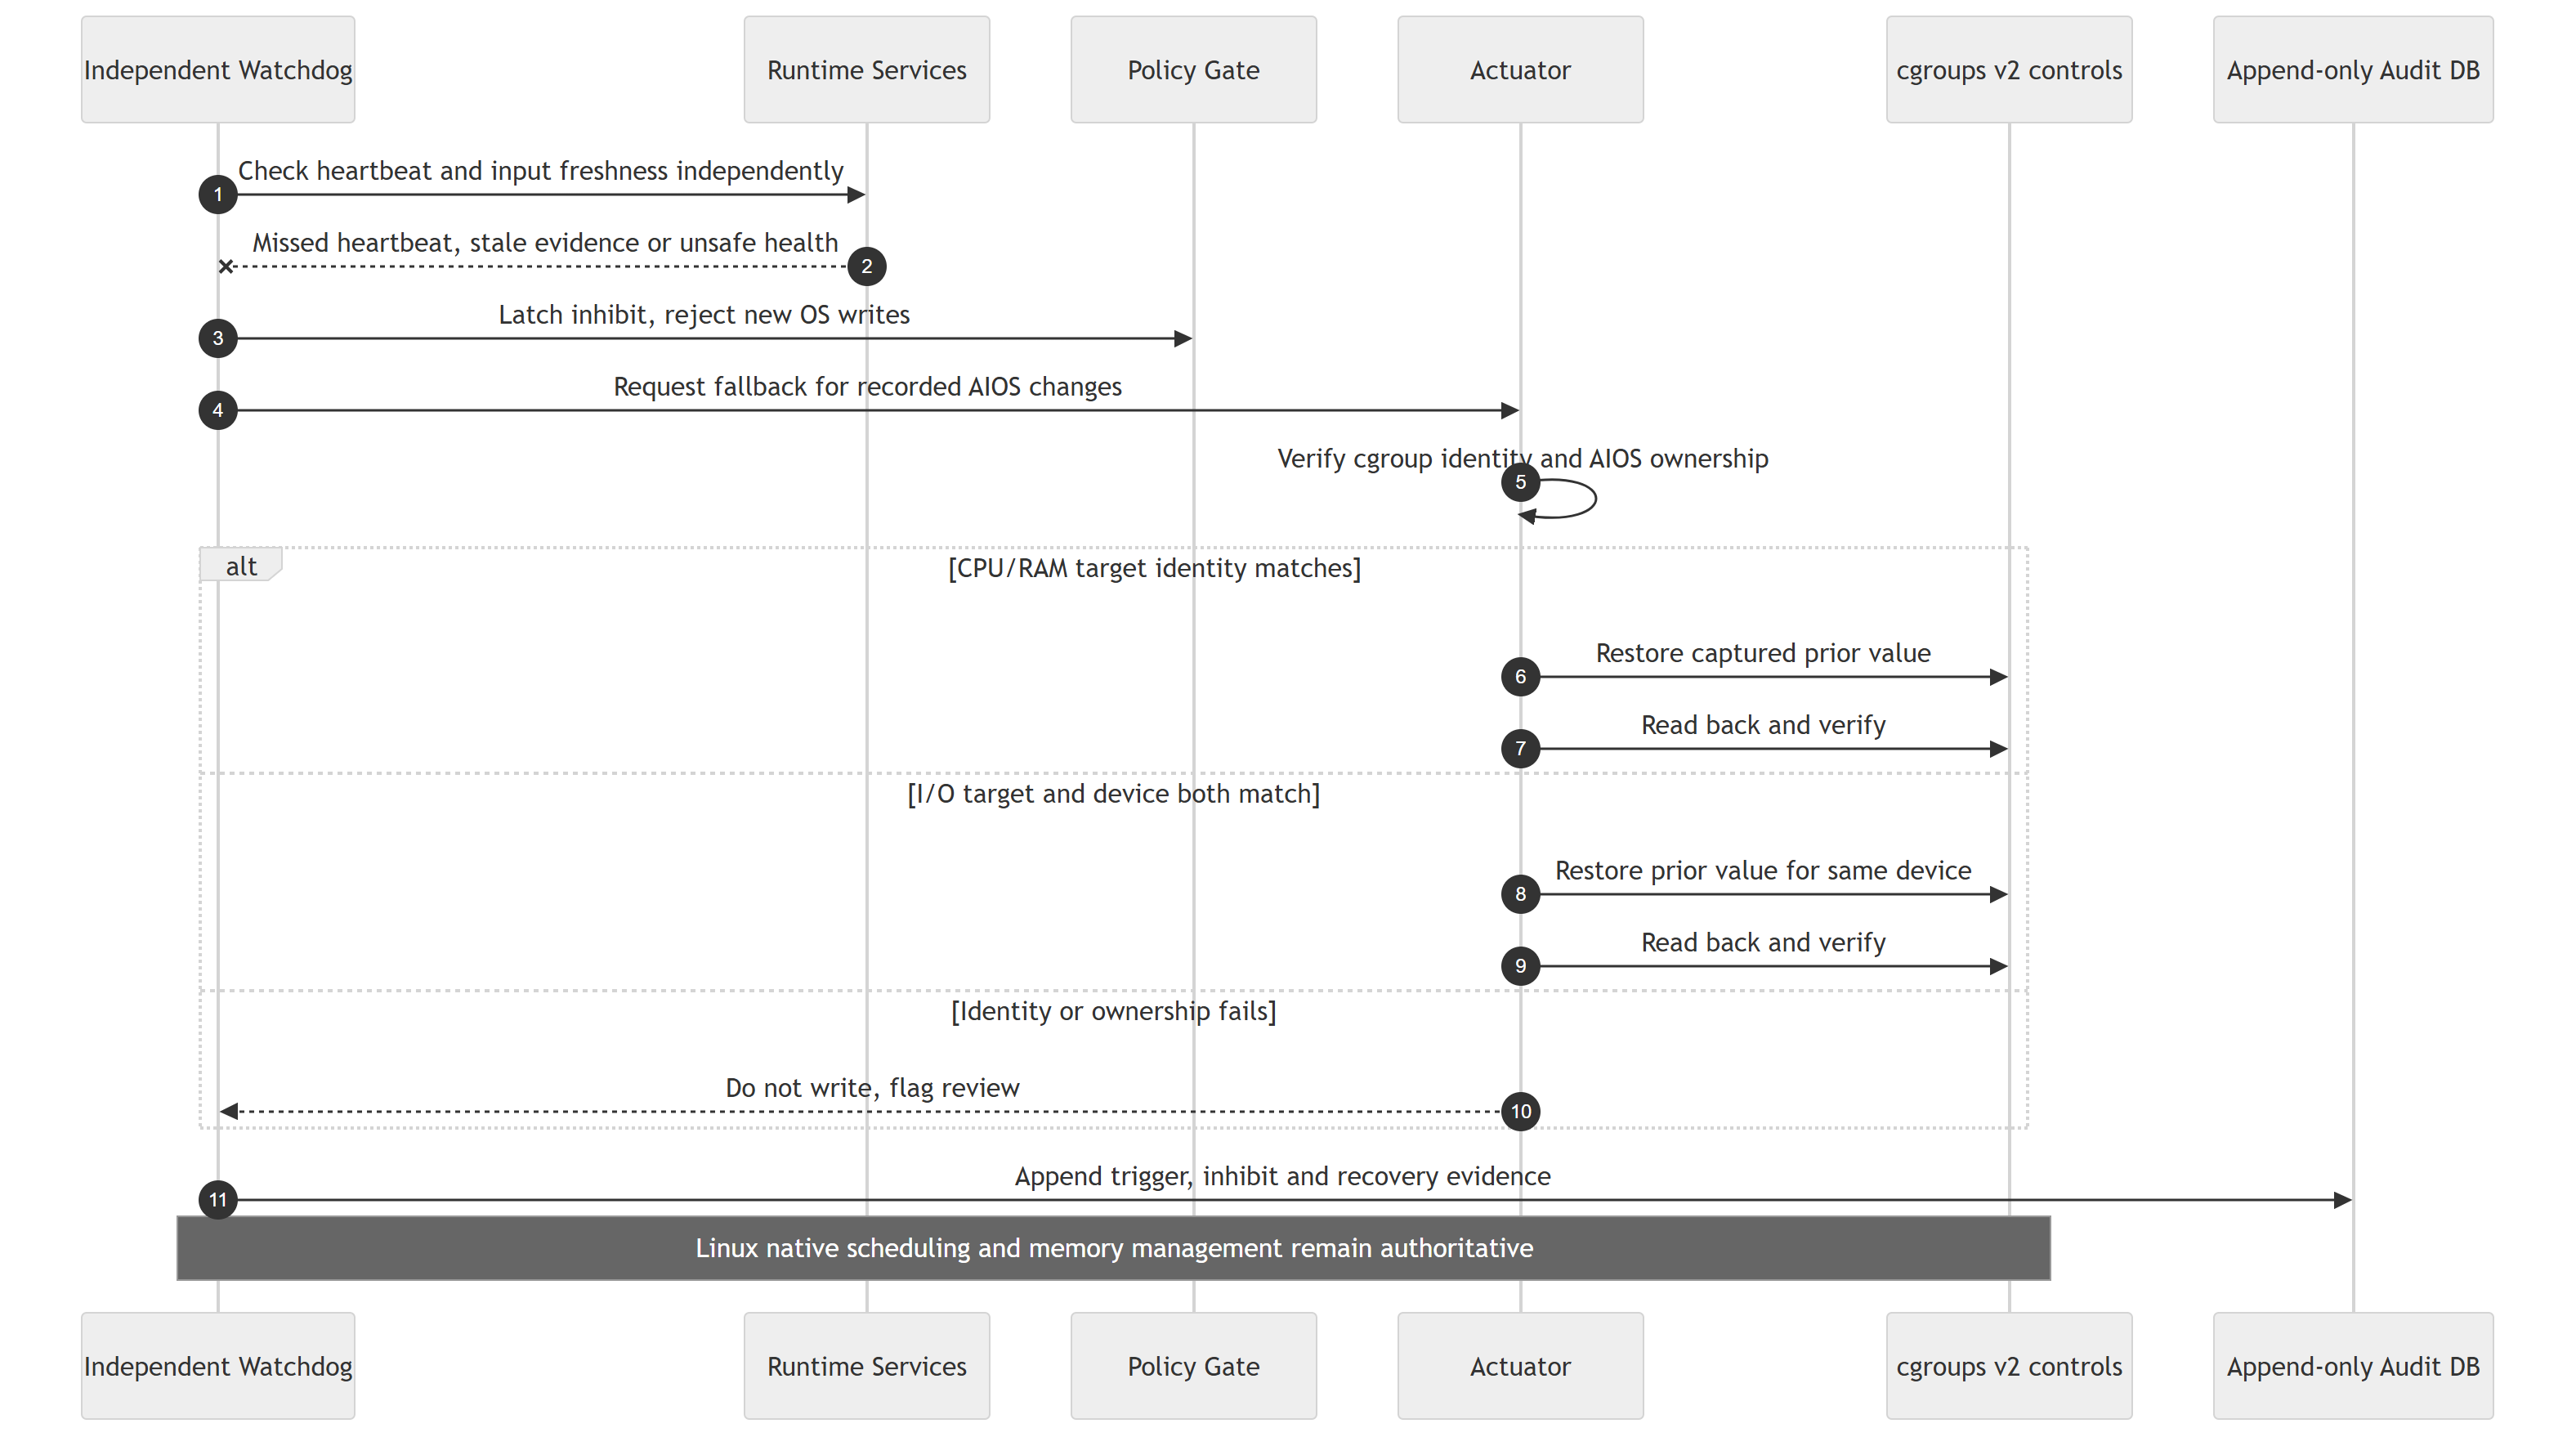 Independent Watchdog
Runtime Services
Policy Gate
Actuator
cgroups v2 controls
Append-only Audit DB
Check heartbeat and input freshness independently
1
Missed heartbeat, stale evidence or unsafe health
2
Latch inhibit, reject new OS writes
3
Request fallback for recorded AIOS changes
4
Verify cgroup identity and AIOS ownership
5
alt
[CPU/RAM target identity matches]
Restore captured prior value
6
Read back and verify
7
[I/O target and device both match]
Restore prior value for same device
8
Read back and verify
9
[Identity or ownership fails]
Do not write, flag review
10
Append trigger, inhibit and recovery evidence
11
Linux native scheduling and memory management remain authoritative
Independent Watchdog
Runtime Services
Policy Gate
Actuator
cgroups v2 controls
Append-only Audit DB